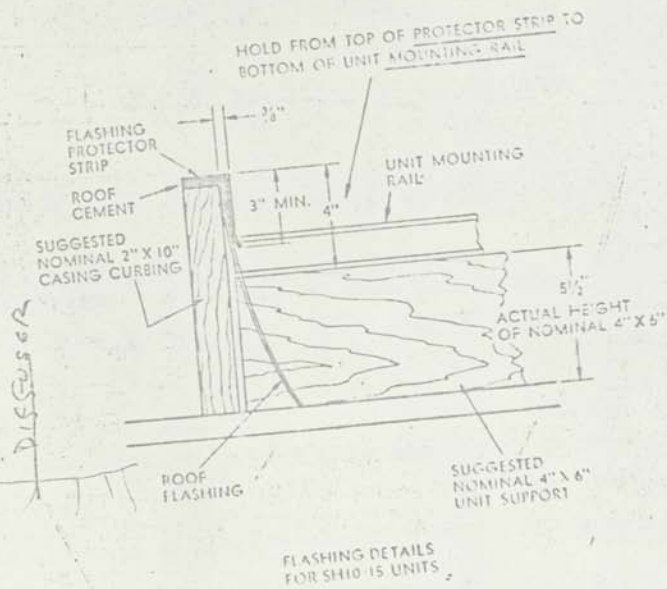 HOLD FROM TOP OF PROTECTOR STRIP TO
BOTTOM OF UNIT MOUNTING RAIL
3/8"
FLASHING
PROTECTOR
STRIP
ROOF
CEMENT
3" MIN.
4"
UNIT MOUNTING
RAIL
SUGGESTED
NOMINAL 2" X 10"
CASING CURBING
5 1/2"
ACTUAL HEIGHT
OF NOMINAL 4" X 6"
DIFFUSER
ROOF
FLASHING
SUGGESTED
NOMINAL 4" X 6"
UNIT SUPPORT
FLASHING DETAILS
FOR SH10-15 UNITS